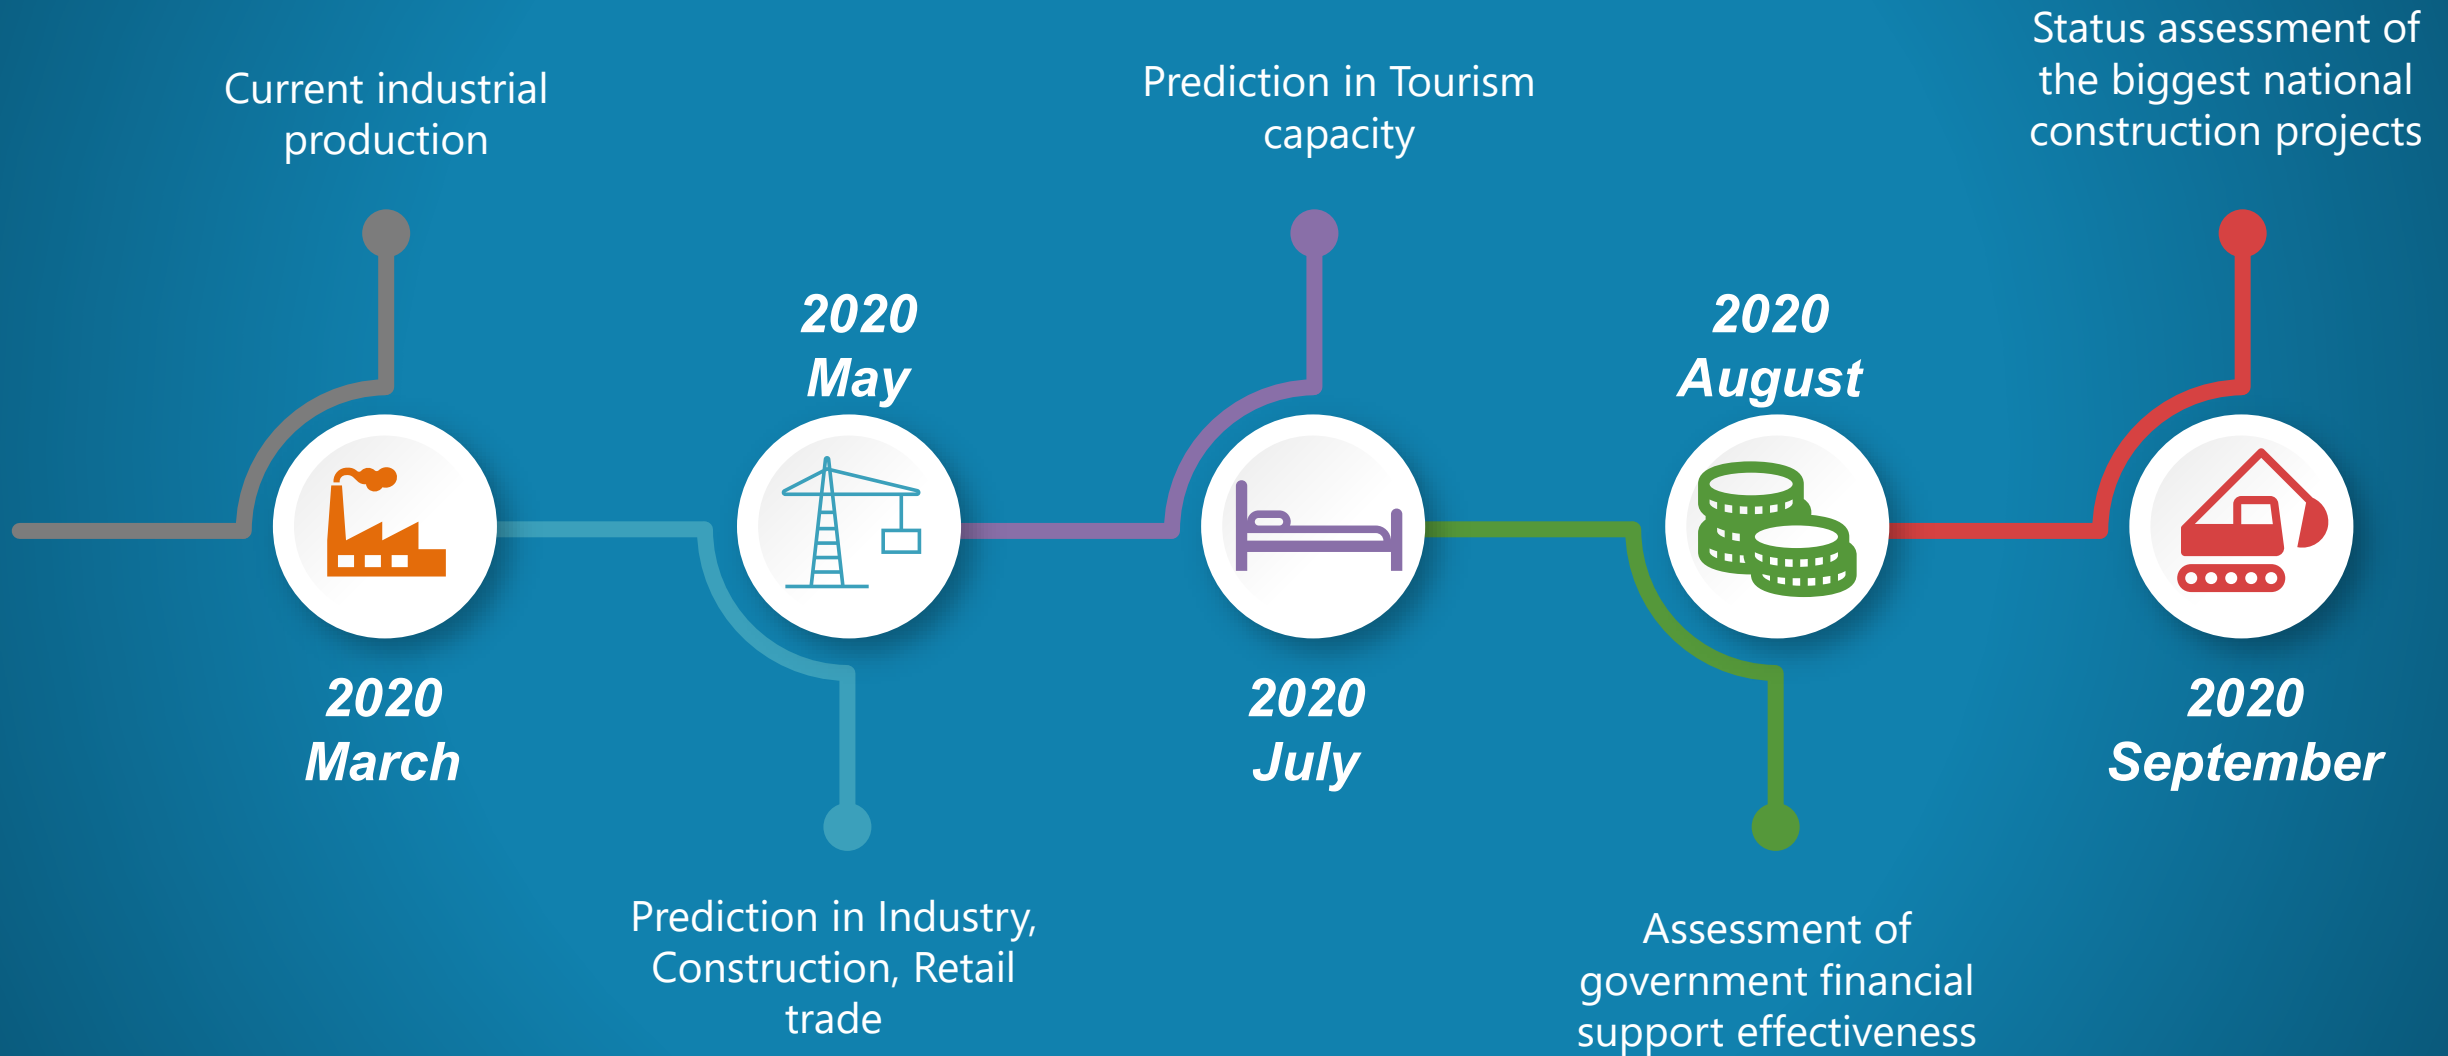 Current industrial
production
2020
March
2020
May
Prediction in Industry,
Construction, Retail
trade
Prediction in Tourism
capacity
2020
July
2020
August
Assessment of
government financial
support effectiveness
Status assessment of
the biggest national
construction projects
2020
September